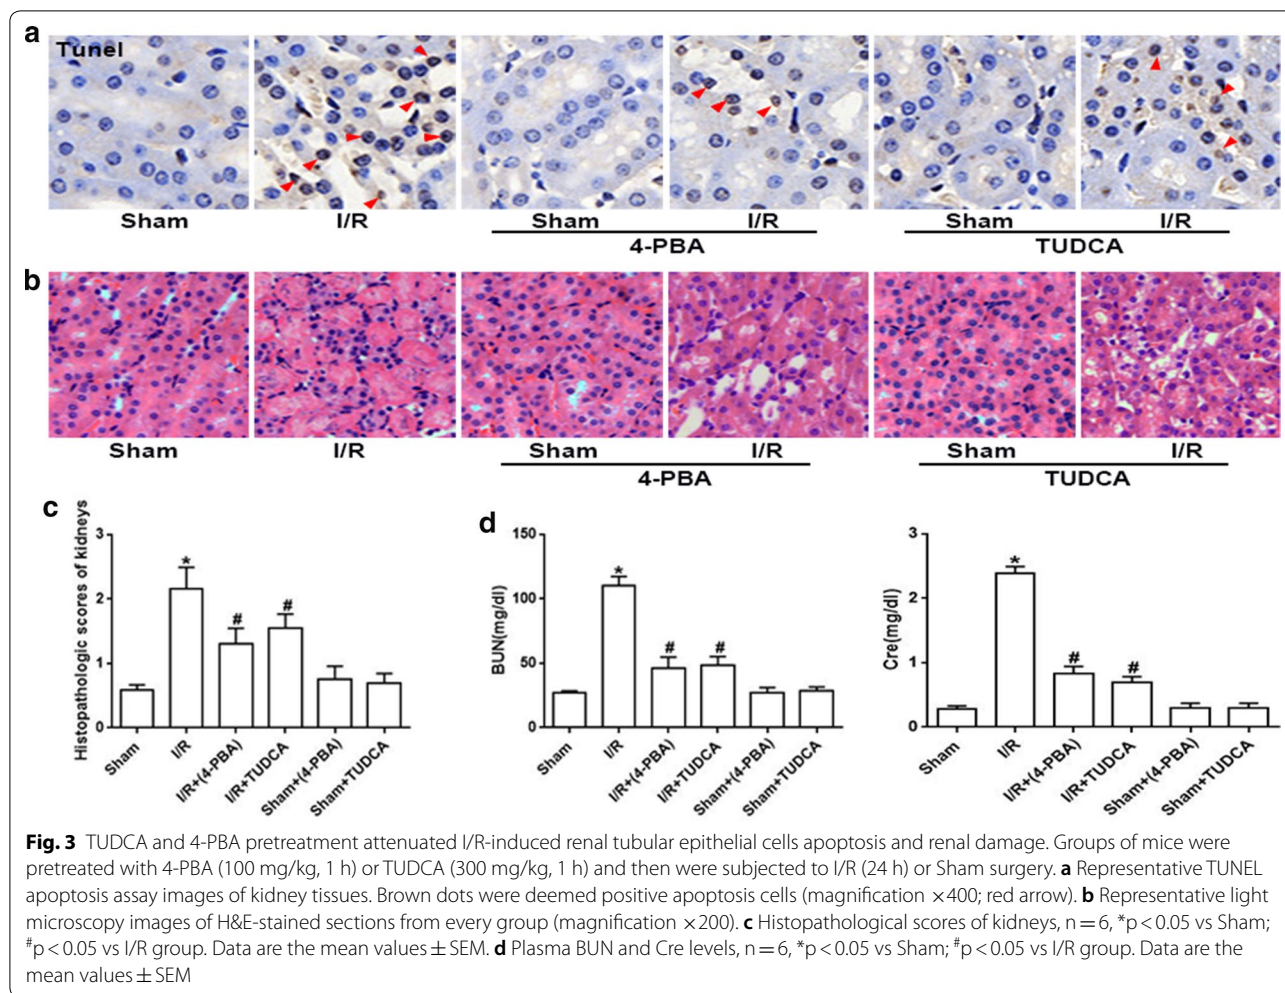 a
Tunel
Sham I/R Sham I/R Sham I/R
4-PBA TUDCA
b
Sham I/R Sham I/R Sham I/R
4-PBA TUDCA
c
Histopathologic scores of kidneys
3
2
1
0
*
#
#
Sham
I/R
I/R+(4-PBA)
I/R+TUDCA
Sham+(4-PBA)
Sham+TUDCA
d
BUN(mg/dl)
150
100
50
0
*
#
#
Sham
I/R
I/R+(4-PBA)
I/R+TUDCA
Sham+(4-PBA)
Sham+TUDCA
Cre(mg/dl)
3
2
1
0
*
#
#
Sham
I/R
I/R+(4-PBA)
I/R+TUDCA
Sham+(4-PBA)
Sham+TUDCA
Fig. 3 TUDCA and 4-PBA pretreatment attenuated I/R-induced renal tubular epithelial cells apoptosis and renal damage. Groups of mice were
pretreated with 4-PBA (100 mg/kg, 1 h) or TUDCA (300 mg/kg, 1 h) and then were subjected to I/R (24 h) or Sham surgery. a Representative TUNEL
apoptosis assay images of kidney tissues. Brown dots were deemed positive apoptosis cells (magnification ×400; red arrow). b Representative light
microscopy images of H&E-stained sections from every group (magnification ×200). c Histopathological scores of kidneys, n = 6, *p < 0.05 vs Sham;
#p < 0.05 vs I/R group. Data are the mean values ± SEM. d Plasma BUN and Cre levels, n = 6, *p < 0.05 vs Sham; #p < 0.05 vs I/R group. Data are the
mean values ± SEM